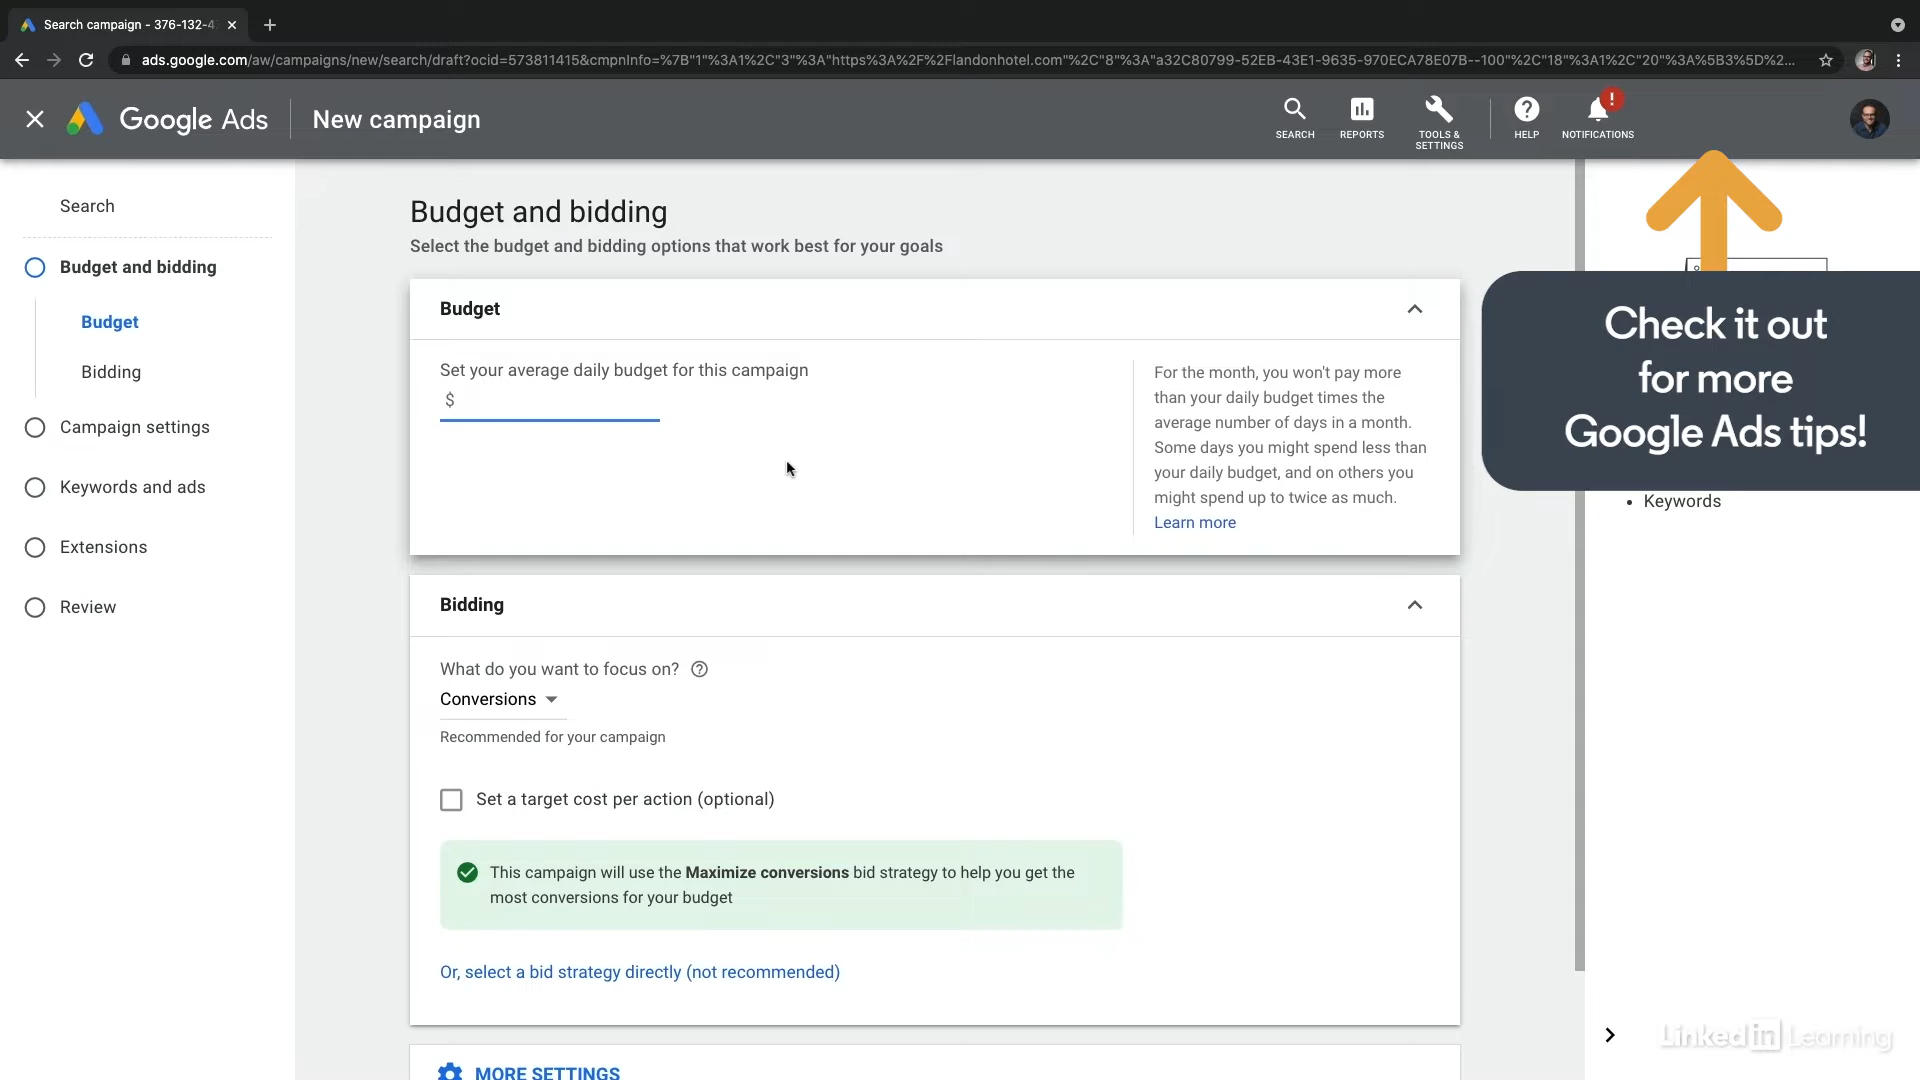 Search campaign - 376-132-4
ads.google.com/aw/campaigns/new/search/draft?ocid=573811415&cmpnInfo=%7B"1"%3A1%2C"3"%3A"https%3A%2F%2Flandonhotel.com"%2C"8"%3A"a32C80799-52EB-43E1-9635-970ECA78E07B--100"%2C"18"%3A1%2C"20"%3A%5B3%5D%2...
Google Ads
New campaign
SEARCH
REPORTS
TOOLS &
SETTINGS
HELP
NOTIFICATIONS
Search
Budget and bidding
Budget
Bidding
Campaign settings
Keywords and ads
Extensions
Review
Budget and bidding
Select the budget and bidding options that work best for your goals
Budget
Set your average daily budget for this campaign
$
For the month, you won't pay more
than your daily budget times the
average number of days in a month.
Some days you might spend less than
your daily budget, and on others you
might spend up to twice as much.
Learn more
Bidding
What do you want to focus on?
Conversions
Recommended for your campaign
Set a target cost per action (optional)
This campaign will use the Maximize conversions bid strategy to help you get the
most conversions for your budget
Or, select a bid strategy directly (not recommended)
MORE SETTINGS
Check it out
for more
Google Ads tips!
• Keywords
LinkedIn Learning